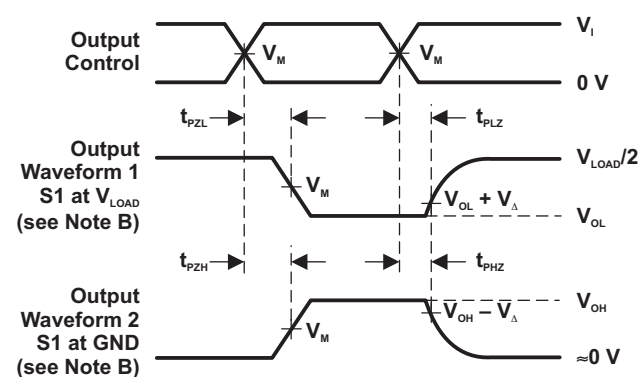 Output
Control
V_M
V_M
V_I
0 V
t_PZL
t_PLZ
Output
Waveform 1
S1 at V_LOAD
(see Note B)
V_M
V_OL + V_Δ
V_LOAD/2
V_OL
t_PZH
t_PHZ
Output
Waveform 2
S1 at GND
(see Note B)
V_M
V_OH – V_Δ
V_OH
≈0 V